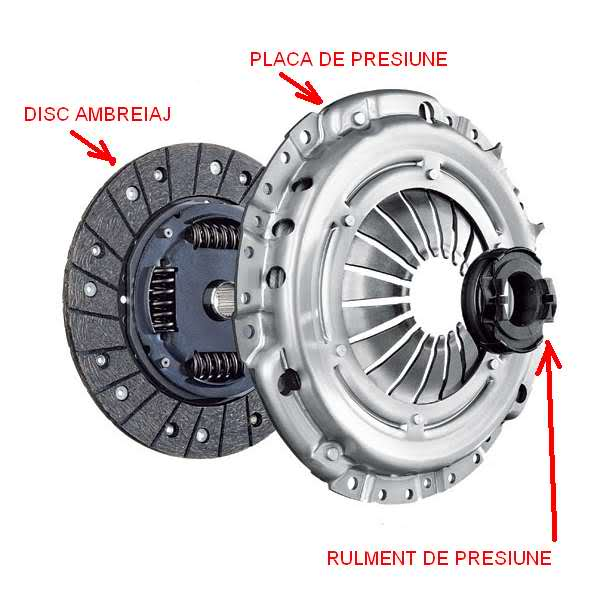 PLACA DE PRESIUNE
DISC AMBREIAJ
RULMENT DE PRESIUNE